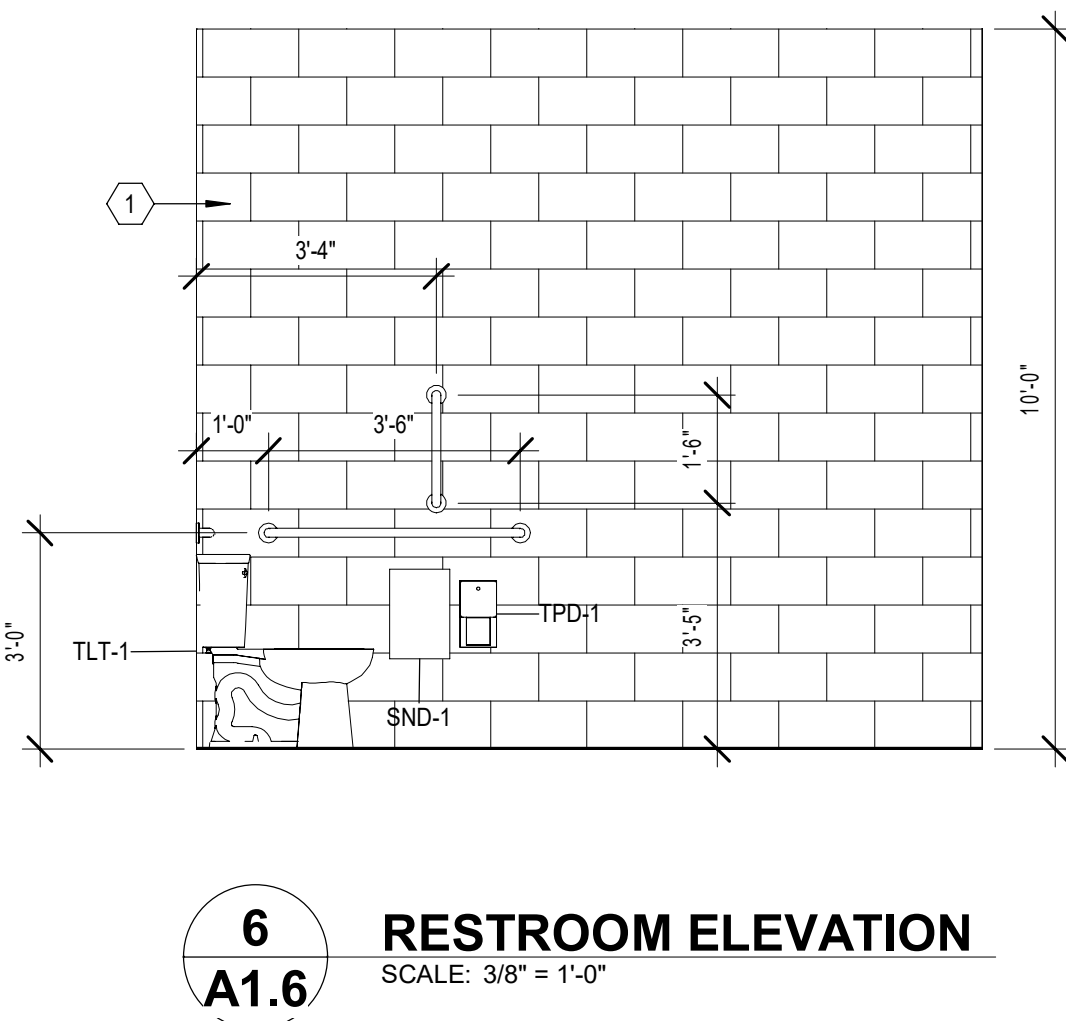 1
3'-4"
10'-0"
1'-0"
3'-6"
1'-6"
3'-0"
TPD-1
3'-5"
TLT-1
SND-1
6
RESTROOM ELEVATION
A1.6
SCALE: 3/8" = 1'-0"